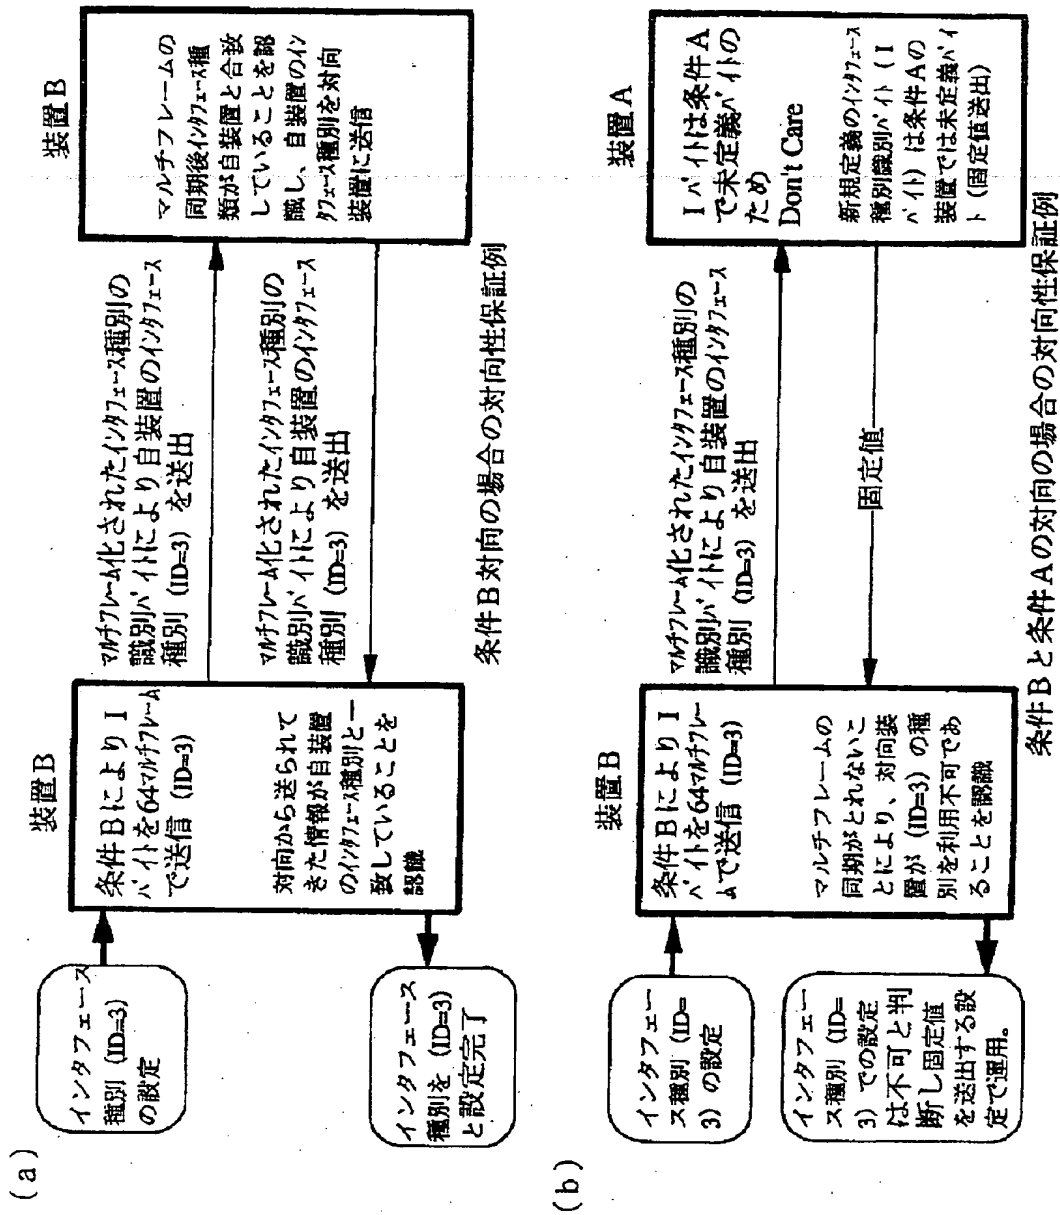 (a)
インタフェース
種別 (ID=3)
の設定
インタフェース
種別を (ID=3)
と設定完了
装置B
条件BによりI
バイトを64マルチフレーム
で送信 (ID=3)
対向から送られて
きた情報が自装置
のインタフェース種別と一
致していることを
認識
マルチフレーム化されたインタフェース種別の
識別バイトにより自装置のインタフェース
種別 (ID=3) を送出
マルチフレーム化されたインタフェース種別の
識別バイトにより自装置のインタフェース
種別 (ID=3) を送出
装置B
マルチフレームの
同期後インタフェース種
類が自装置と合致
していることを認
識し、自装置のイン
タフェース種別を対向
装置に送信
条件B対向の場合の対向性保証例
(b)
インタフェー
ス種別 (ID=
3) の設定
インタフェー
ス種別 (ID=
3) での設定
は不可と判
断し固定値
を送出する設
定で運用。
装置B
条件BによりI
バイトを64マルチフレー
ムで送信 (ID=3)
マルチフレームの
同期がとれないこ
とにより、対向装
置が (ID=3) の種
別を利用不可であ
ることを認識
マルチフレーム化されたインタフェース種別の
識別バイトにより自装置のインタフェース
種別 (ID=3) を送出
固定値
装置A
Iバイトは条件A
で未定義バイトの
ため
Don't Care
新規定義のインタフェース
種別識別バイト (I
バイト) は条件Aの
装置では未定義バイ
ト (固定値送出)
条件Bと条件Aの対向の場合の対向性保証例